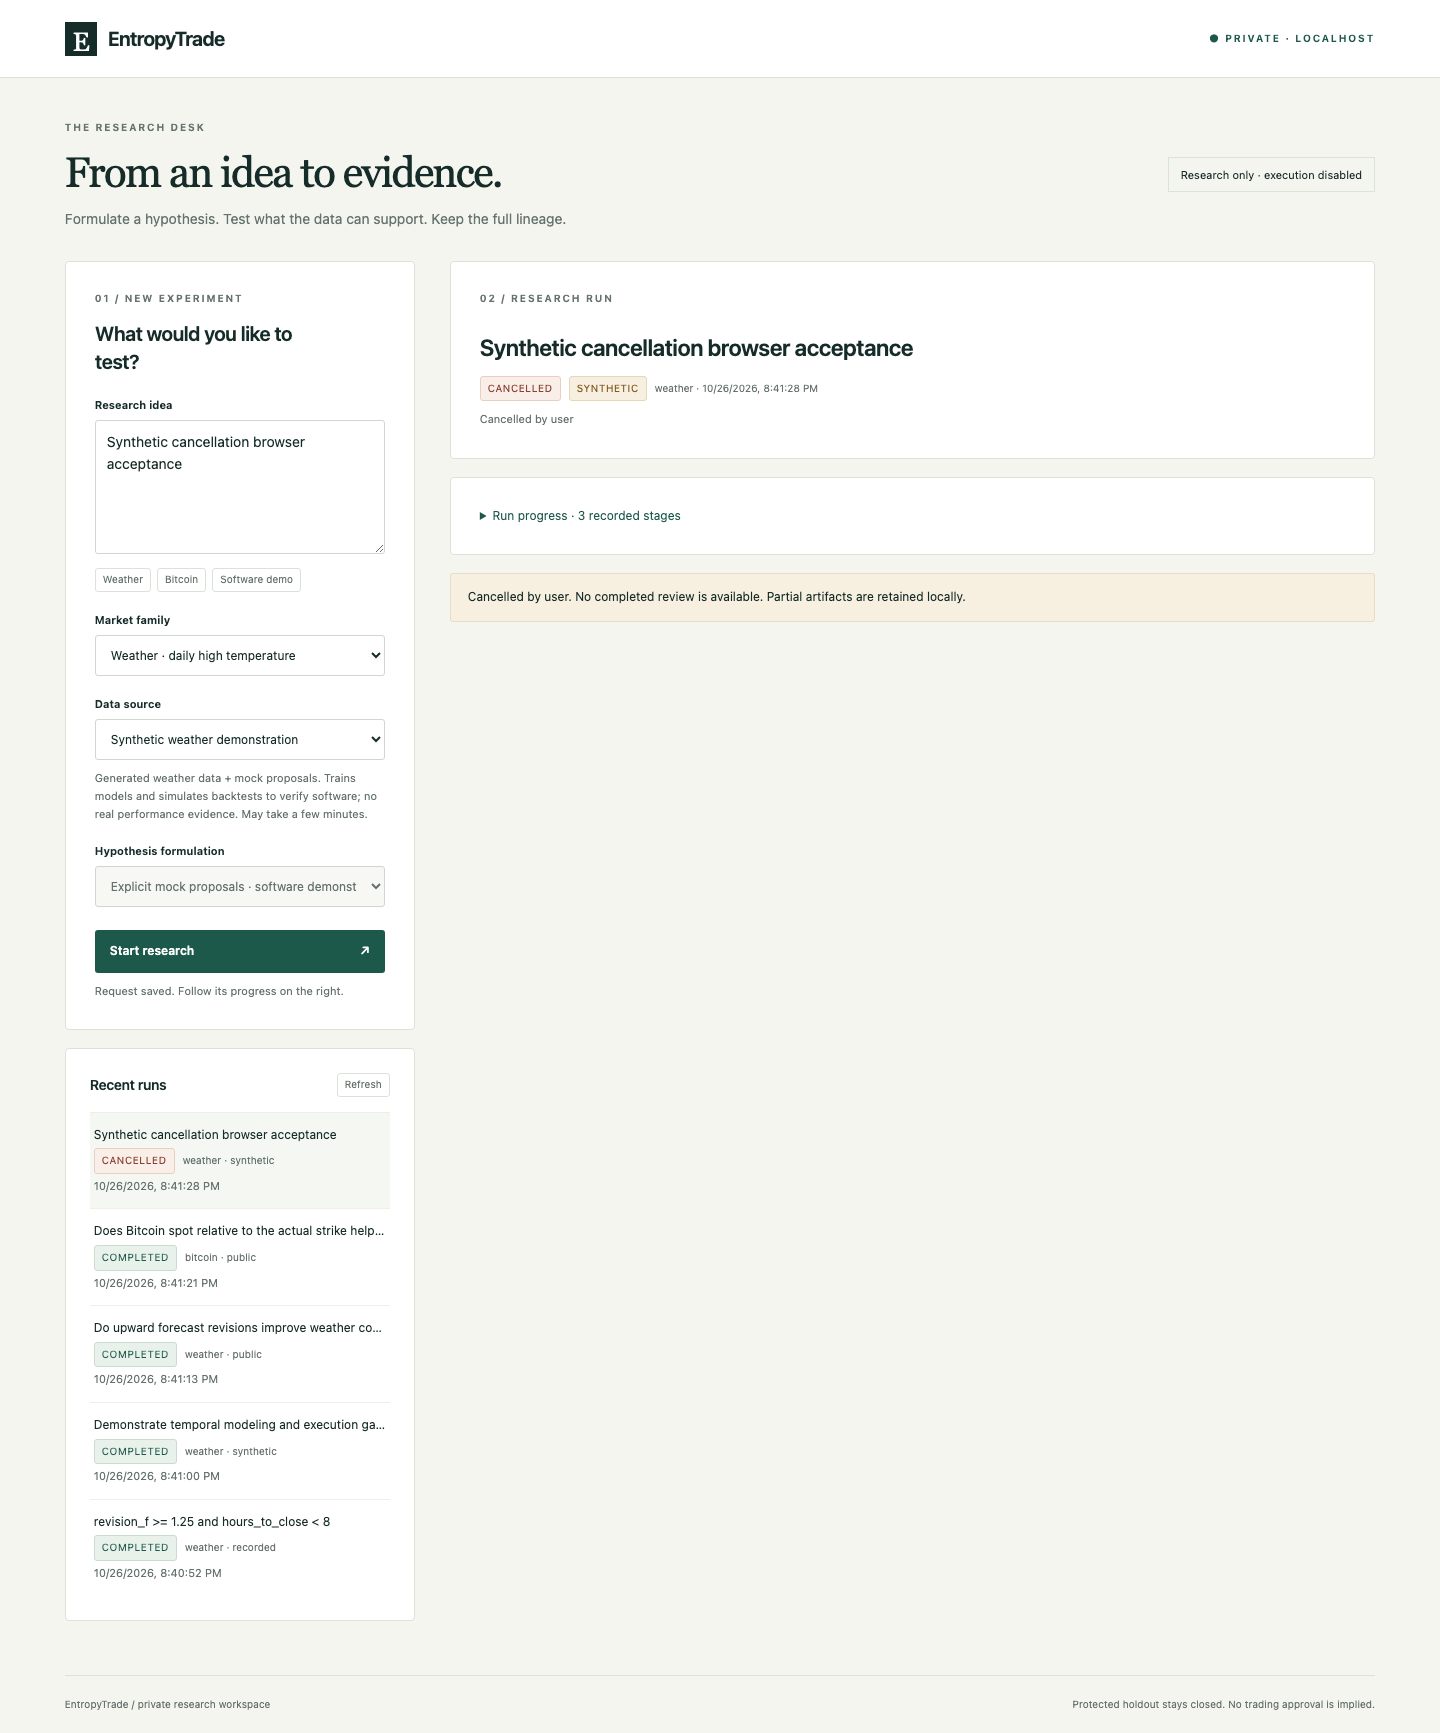 E EntropyTrade
PRIVATE · LOCALHOST
THE RESEARCH DESK
From an idea to evidence.
Research only · execution disabled
Formulate a hypothesis. Test what the data can support. Keep the full lineage.
01 / NEW EXPERIMENT
What would you like to
test?
Research idea
Synthetic cancellation browser
acceptance
Weather Bitcoin Software demo
Market family
Weather · daily high temperature
Data source
Synthetic weather demonstration
Generated weather data + mock proposals. Trains
models and simulates backtests to verify software; no
real performance evidence. May take a few minutes.
Hypothesis formulation
Explicit mock proposals · software demonst
Start research ↗
Request saved. Follow its progress on the right.
02 / RESEARCH RUN
Synthetic cancellation browser acceptance
CANCELLED SYNTHETIC weather · 10/26/2026, 8:41:28 PM
Cancelled by user
▶ Run progress · 3 recorded stages
Cancelled by user. No completed review is available. Partial artifacts are retained locally.
Recent runs Refresh
Synthetic cancellation browser acceptance
CANCELLED weather · synthetic
10/26/2026, 8:41:28 PM
Does Bitcoin spot relative to the actual strike help...
COMPLETED bitcoin · public
10/26/2026, 8:41:21 PM
Do upward forecast revisions improve weather co...
COMPLETED weather · public
10/26/2026, 8:41:13 PM
Demonstrate temporal modeling and execution ga...
COMPLETED weather · synthetic
10/26/2026, 8:41:00 PM
revision_f >= 1.25 and hours_to_close < 8
COMPLETED weather · recorded
10/26/2026, 8:40:52 PM
EntropyTrade / private research workspace
Protected holdout stays closed. No trading approval is implied.